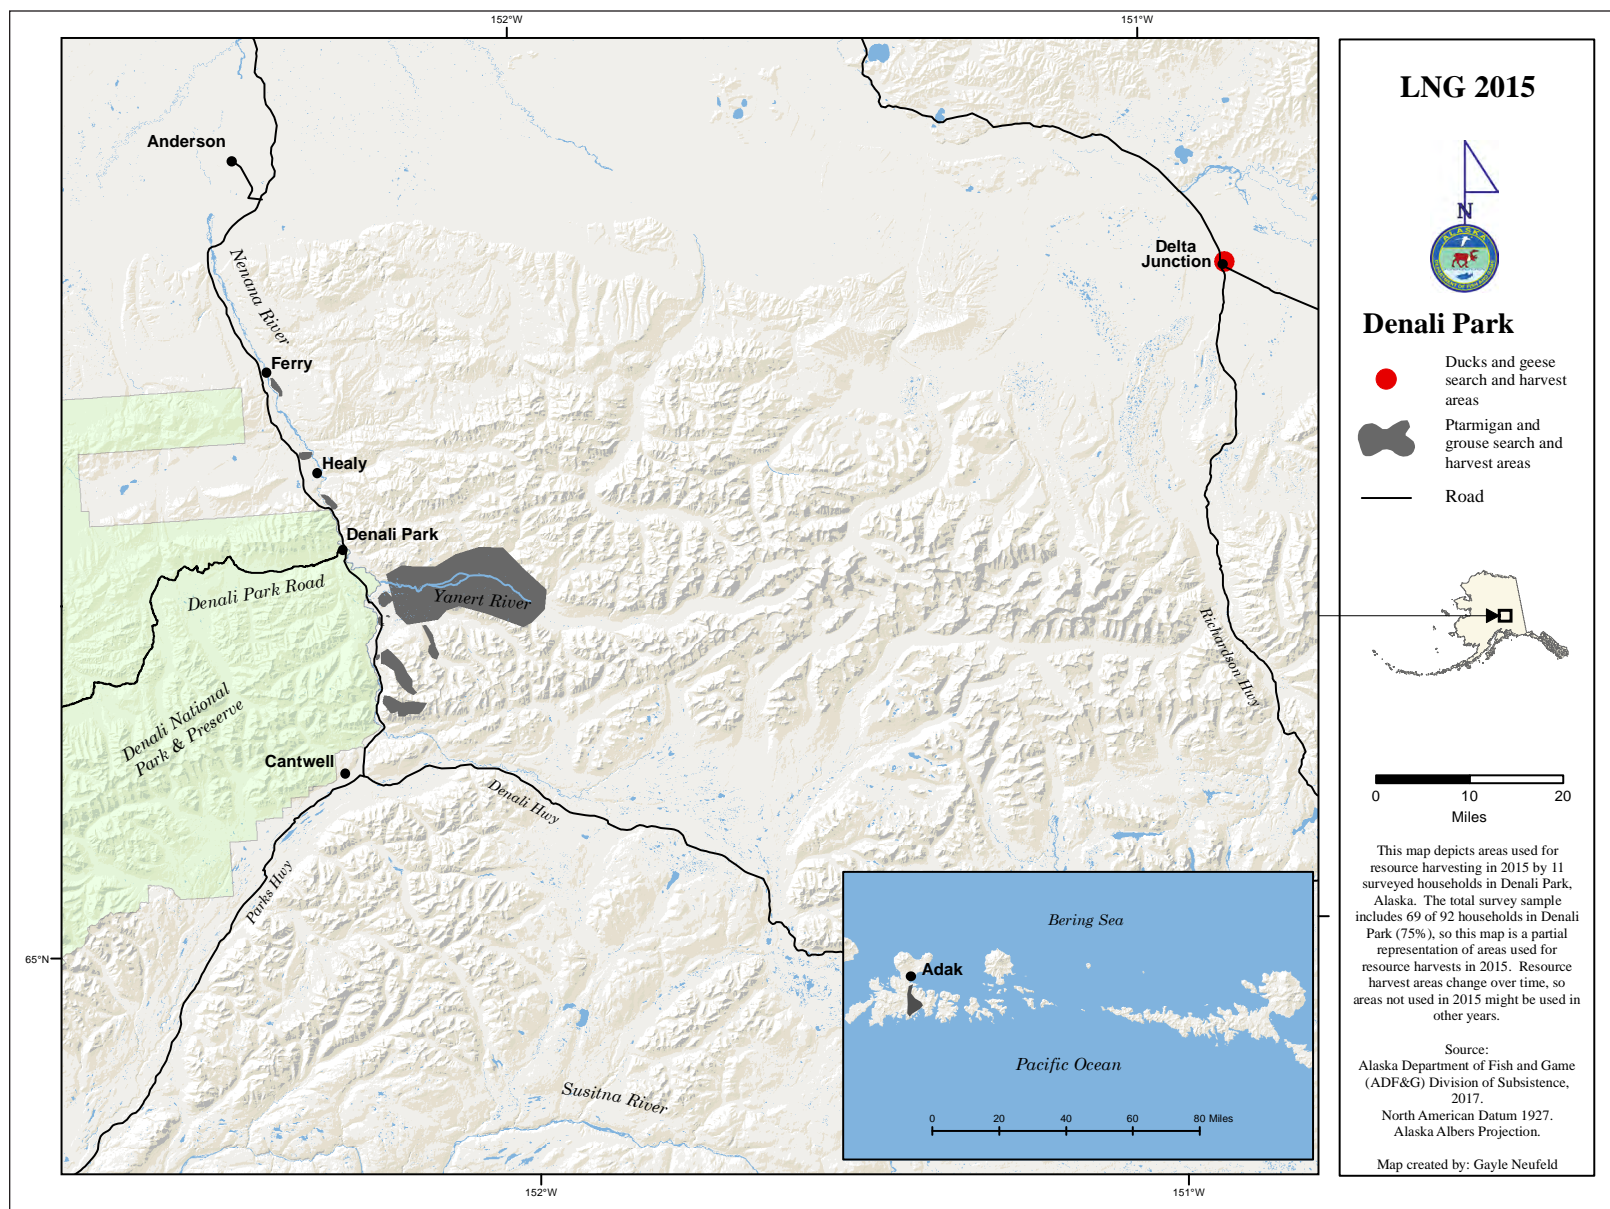 152°W
151°W
Anderson
Nenana River
Ferry
Healy
Denali Park
Denali Park Road
Yanert River
Denali National
Park & Preserve
Cantwell
Denali Hwy
Parks Hwy
Susitna River
Delta
Junction
Richardson Hwy
65°N
152°W
151°W
Bering Sea
Adak
Pacific Ocean
0 20 40 60 80 Miles
LNG 2015
N
ALASKA
Denali Park
Ducks and geese
search and harvest
areas
Ptarmigan and
grouse search and
harvest areas
Road
0 10 20
Miles
This map depicts areas used for
resource harvesting in 2015 by 11
surveyed households in Denali Park,
Alaska. The total survey sample
includes 69 of 92 households in Denali
Park (75%), so this map is a partial
representation of areas used for
resource harvests in 2015. Resource
harvest areas change over time, so
areas not used in 2015 might be used in
other years.
Source:
Alaska Department of Fish and Game
(ADF&G) Division of Subsistence,
2017.
North American Datum 1927.
Alaska Albers Projection.
Map created by: Gayle Neufeld